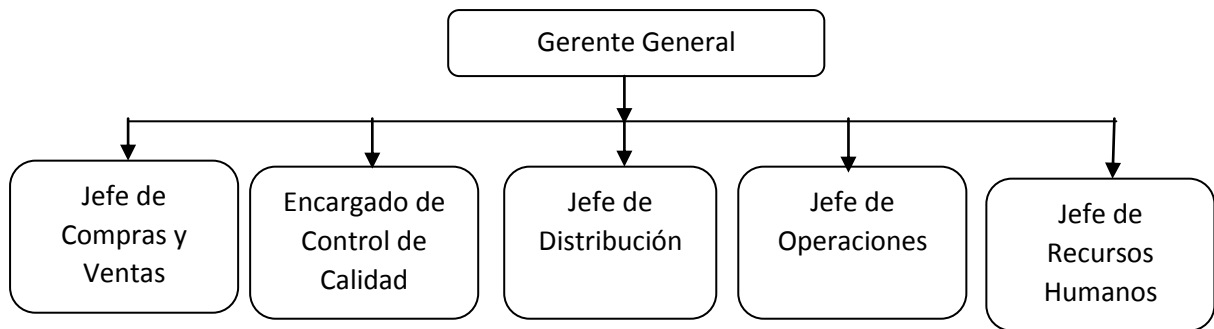 Gerente General
Jefe de
Compras y
Ventas
Encargado de
Control de
Calidad
Jefe de
Distribución
Jefe de
Operaciones
Jefe de
Recursos
Humanos